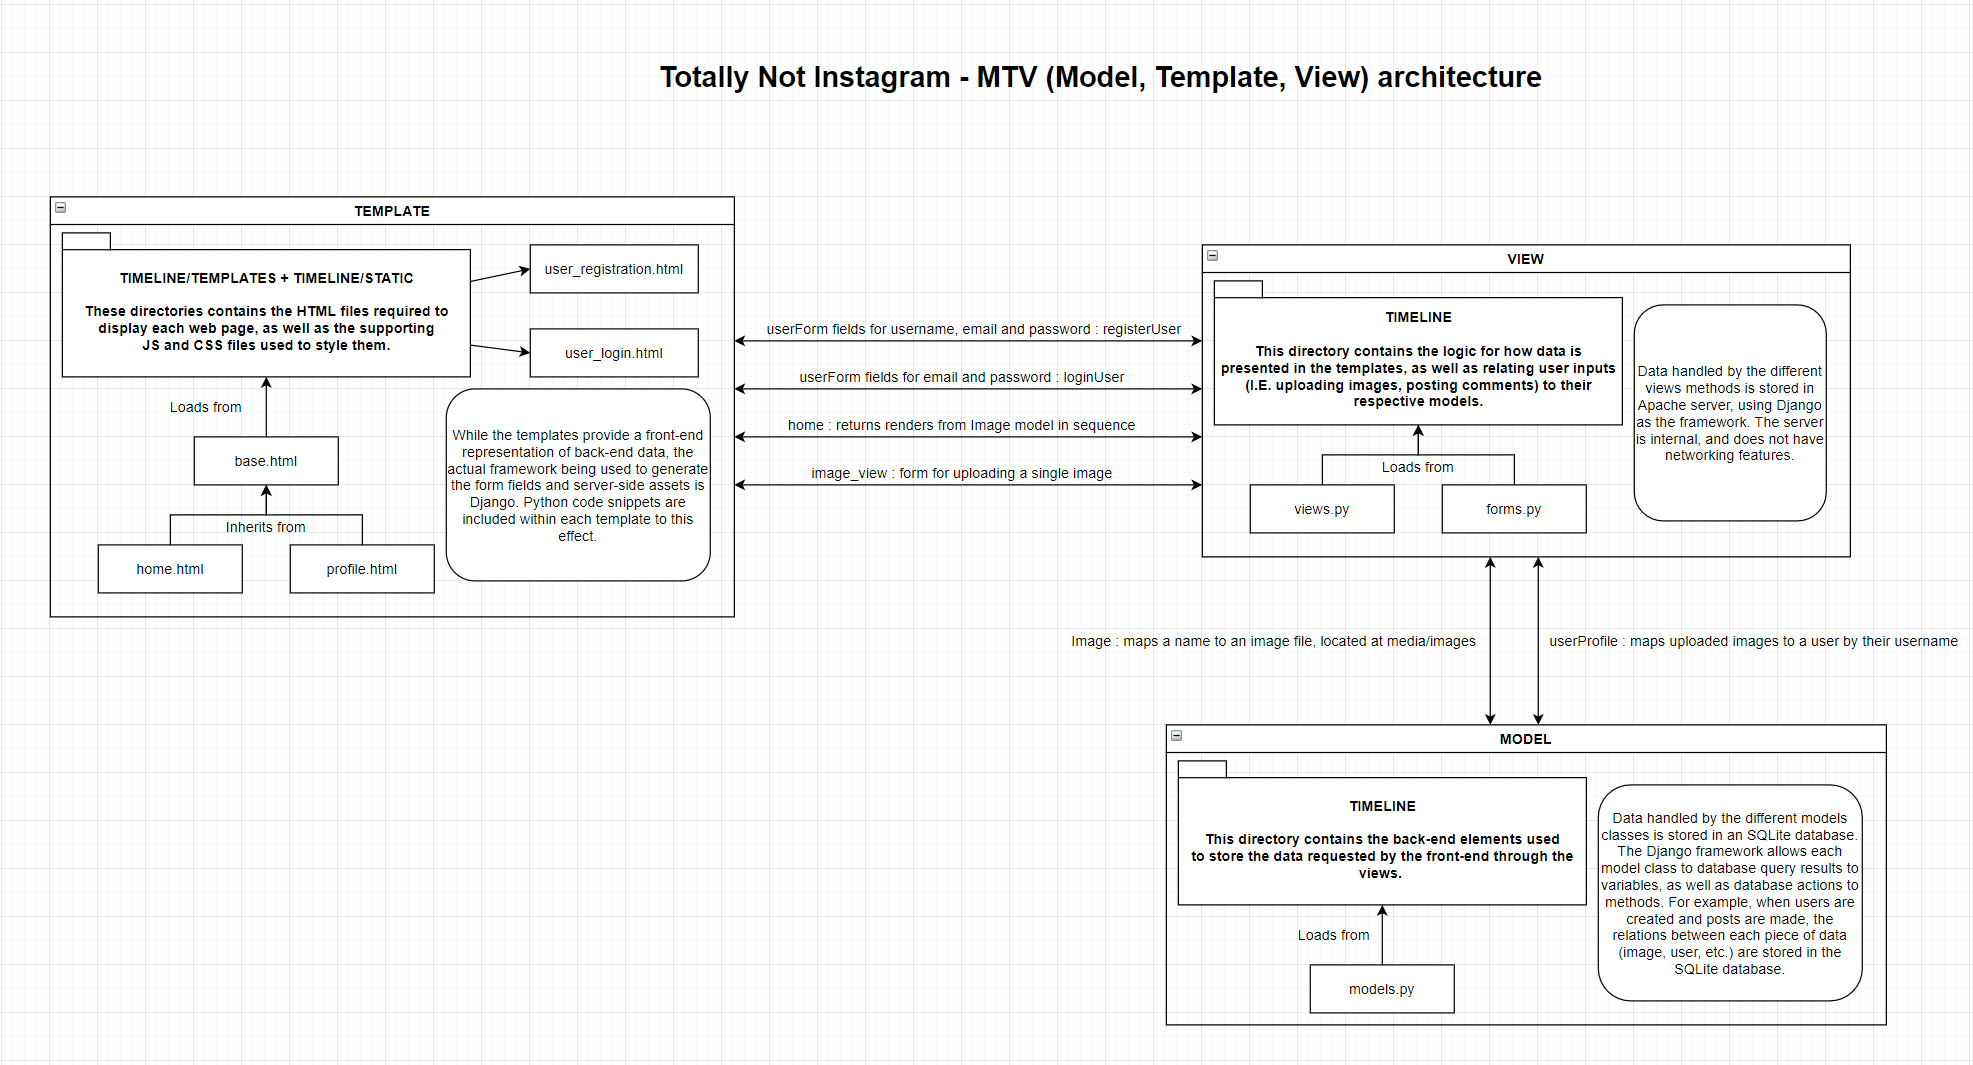 Totally Not Instagram - MTV (Model, Template, View) architecture
TEMPLATE
TIMELINE/TEMPLATES + TIMELINE/STATIC
These directories contains the HTML files required to
display each web page, as well as the supporting
JS and CSS files used to style them.
user_registration.html
user_login.html
Loads from
base.html
Inherits from
home.html
profile.html
While the templates provide a front-end
representation of back-end data, the
actual framework being used to generate
the form fields and server-side assets is
Django. Python code snippets are
included within each template to this
effect.
userForm fields for username, email and password : registerUser
userForm fields for email and password : loginUser
home : returns renders from Image model in sequence
image_view : form for uploading a single image
VIEW
TIMELINE
This directory contains the logic for how data is
presented in the templates, as well as relating user inputs
(I.E. uploading images, posting comments) to their
respective models.
Loads from
views.py
forms.py
Data handled by the different
views methods is stored in
Apache server, using Django
as the framework. The server
is internal, and does not have
networking features.
Image : maps a name to an image file, located at media/images
userProfile : maps uploaded images to a user by their username
MODEL
TIMELINE
This directory contains the back-end elements used
to store the data requested by the front-end through the
views.
Loads from
models.py
Data handled by the different models
classes is stored in an SQLite database.
The Django framework allows each
model class to database query results to
variables, as well as database actions to
methods. For example, when users are
created and posts are made, the
relations between each piece of data
(image, user, etc.) are stored in the
SQLite database.